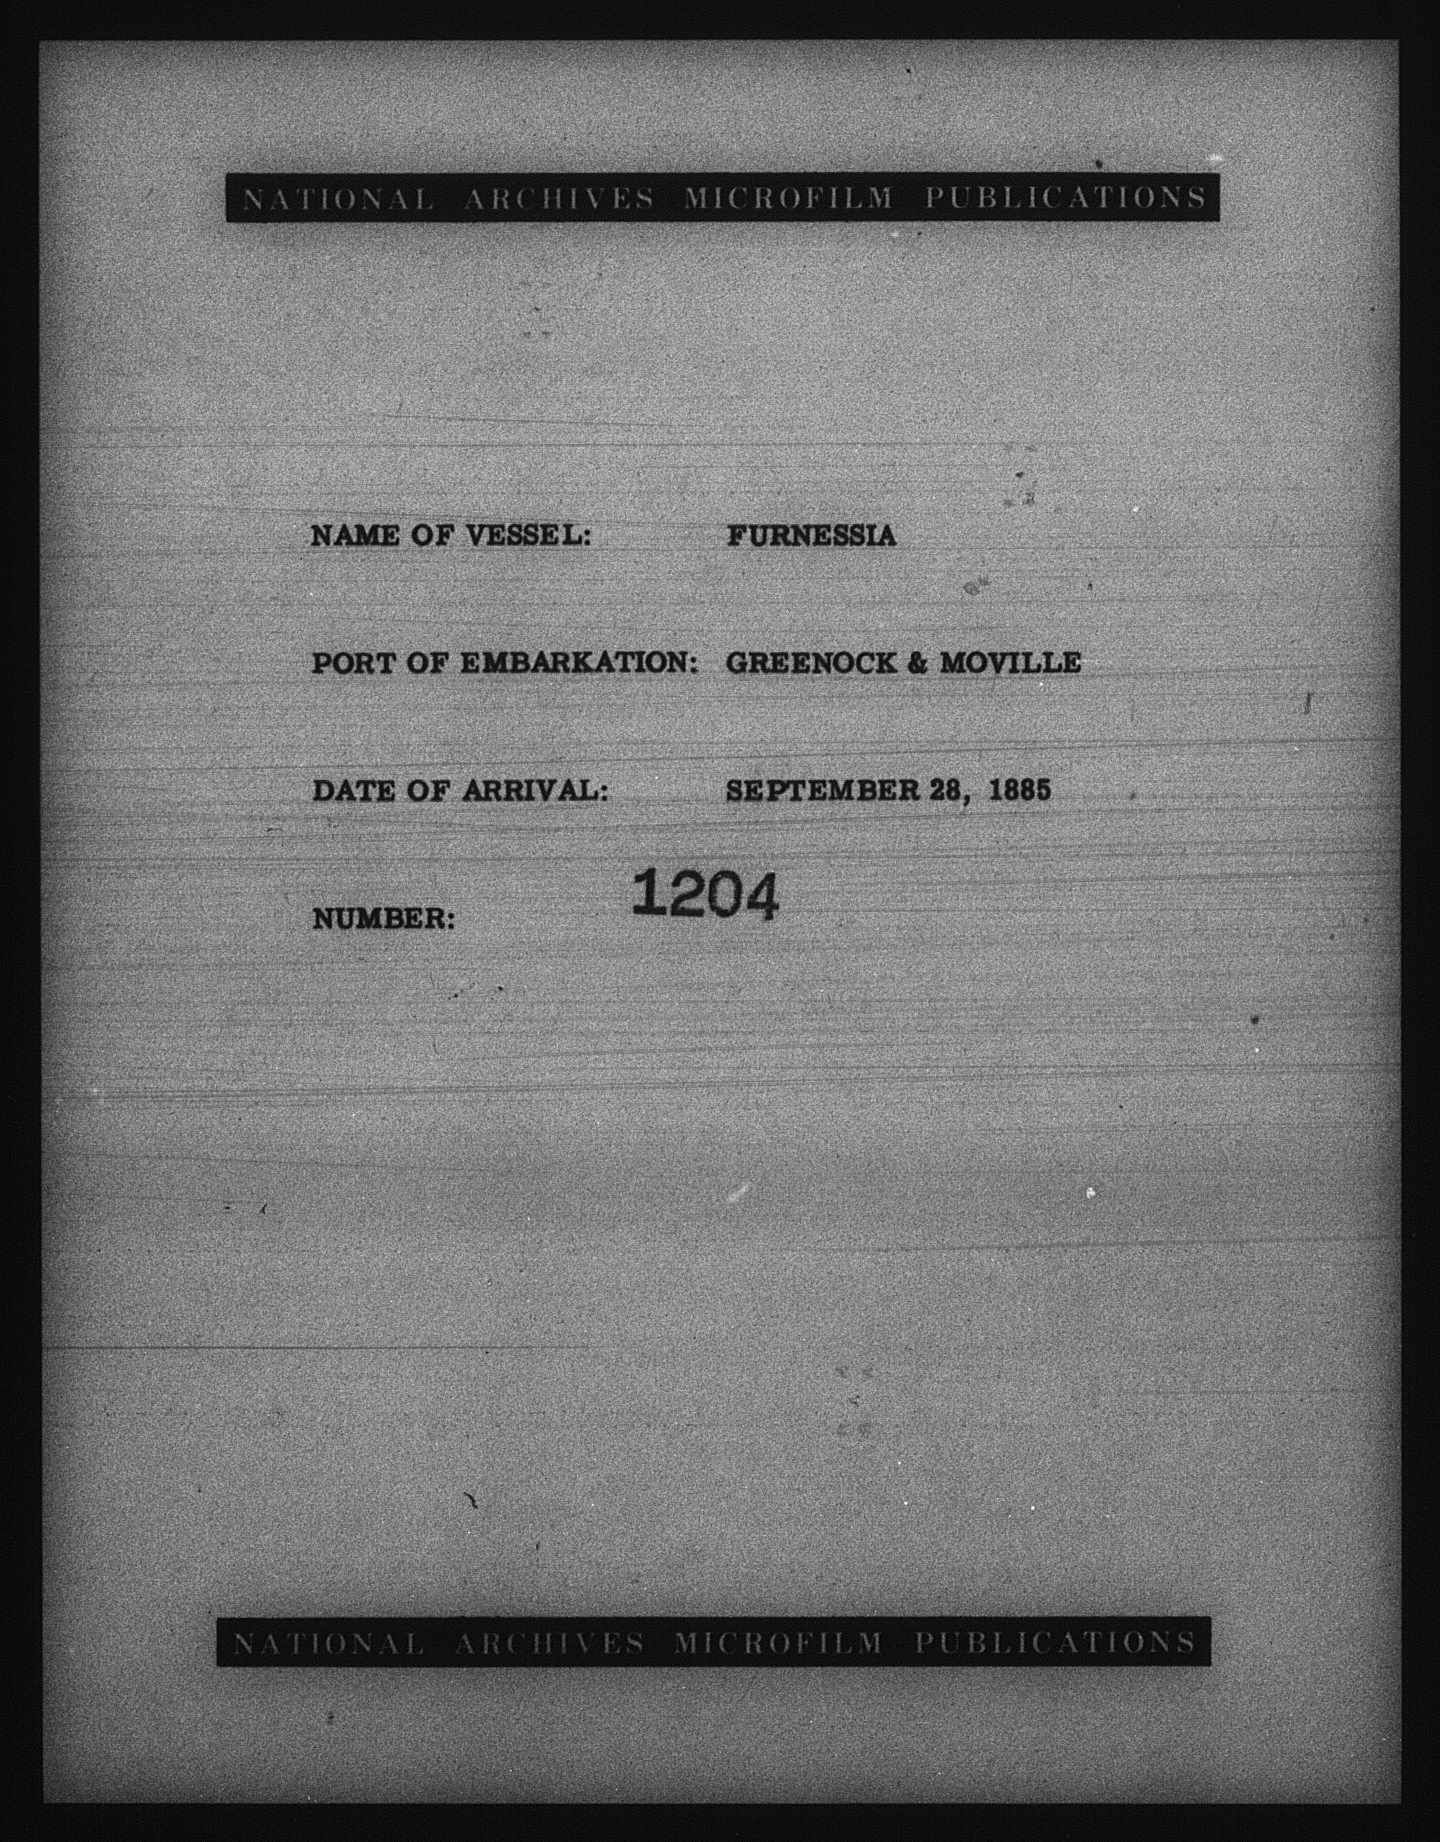 NATIONAL ARCHIVES MICROFILM PUBLICATIONS
NAME OF VESSEL: FURNESSIA
PORT OF EMBARKATION: GREENOCK & MOVILLE
DATE OF ARRIVAL: SEPTEMBER 28, 1885
NUMBER: 1204
NATIONAL ARCHIVES MICROFILM PUBLICATIONS